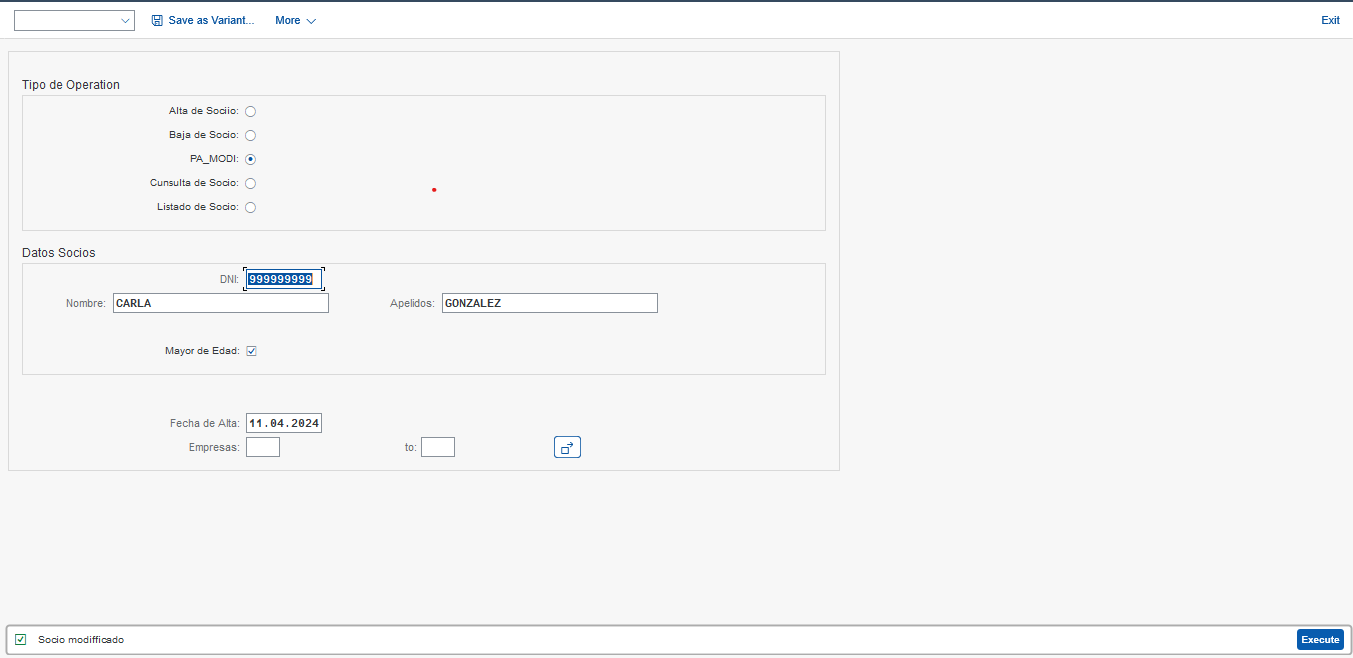 Save as Variant... More Exit
Tipo de Operation
Alta de Sociio:
Baja de Socio:
PA_MODI:
Cunsulta de Socio:
Listado de Socio:
Datos Socios
DNI: 999999999
Nombre: CARLA Apelidos: GONZALEZ
Mayor de Edad:
Fecha de Alta: 11.04.2024
Empresas: to:
Socio modifficado Execute